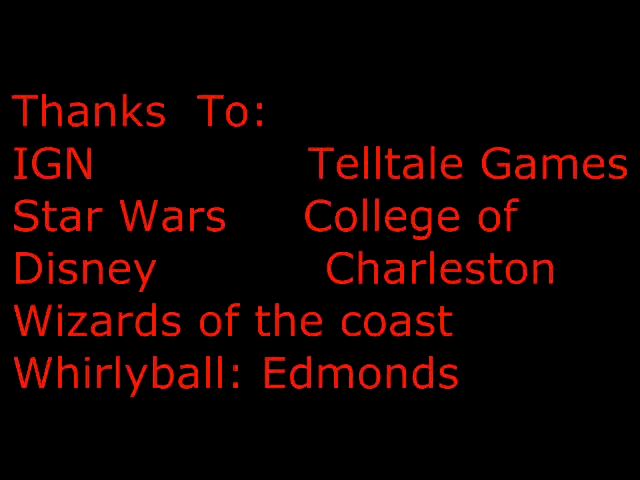 Thanks To:
IGN Telltale Games
Star Wars College of
Disney Charleston
Wizards of the coast
Whirlyball: Edmonds